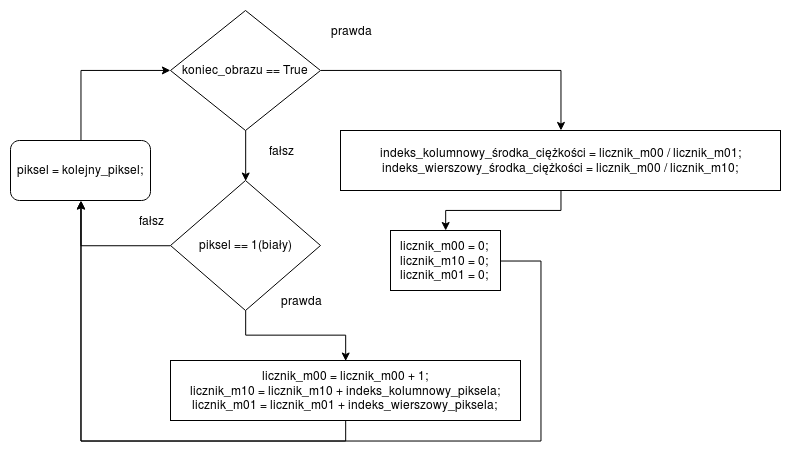 prawda
koniec_obrazu == True
fałsz
indeks_kolumnowy_środka_ciężkości = licznik_m00 / licznik_m01;
indeks_wierszowy_środka_ciężkości = licznik_m00 / licznik_m10;
piksel = kolejny_piksel;
fałsz
piksel == 1(biały)
licznik_m00 = 0;
licznik_m10 = 0;
licznik_m01 = 0;
prawda
licznik_m00 = licznik_m00 + 1;
licznik_m10 = licznik_m10 + indeks_kolumnowy_piksela;
licznik_m01 = licznik_m01 + indeks_wierszowy_piksela;